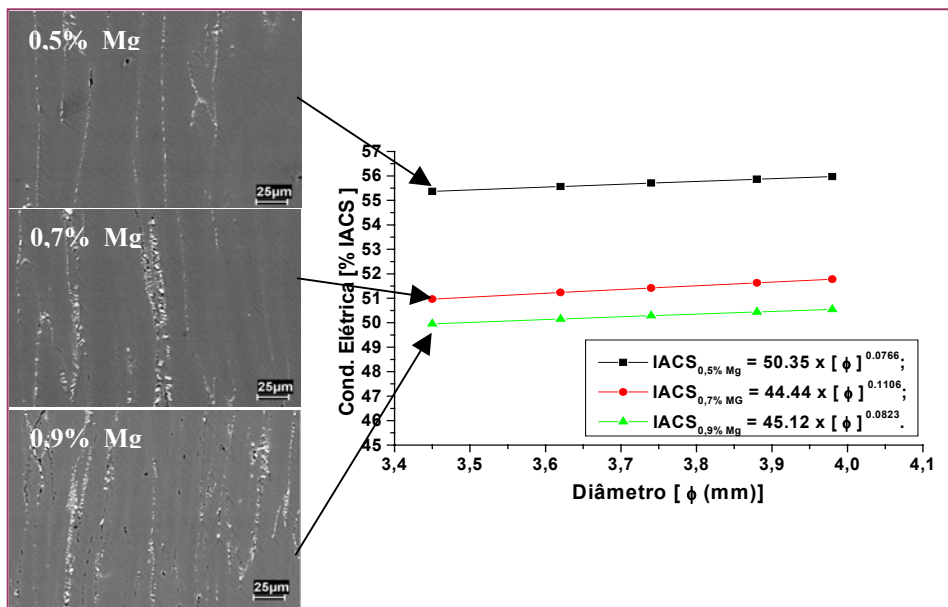 0,5% Mg
25μm
0,7% Mg
25μm
0,9% Mg
25μm
Cond. Elétrica [% IACS ]
57
56
55
54
53
52
51
50
49
48
47
46
45
3,4 3,5 3,6 3,7 3,8 3,9 4,0 4,1
Diâmetro [ ϕ (mm)]
IACS0,5% Mg = 50.35 x [ ϕ ]0.0766;
IACS0,7% MG = 44.44 x [ ϕ ]0.1106;
IACS0,9% Mg = 45.12 x [ ϕ ]0.0823.